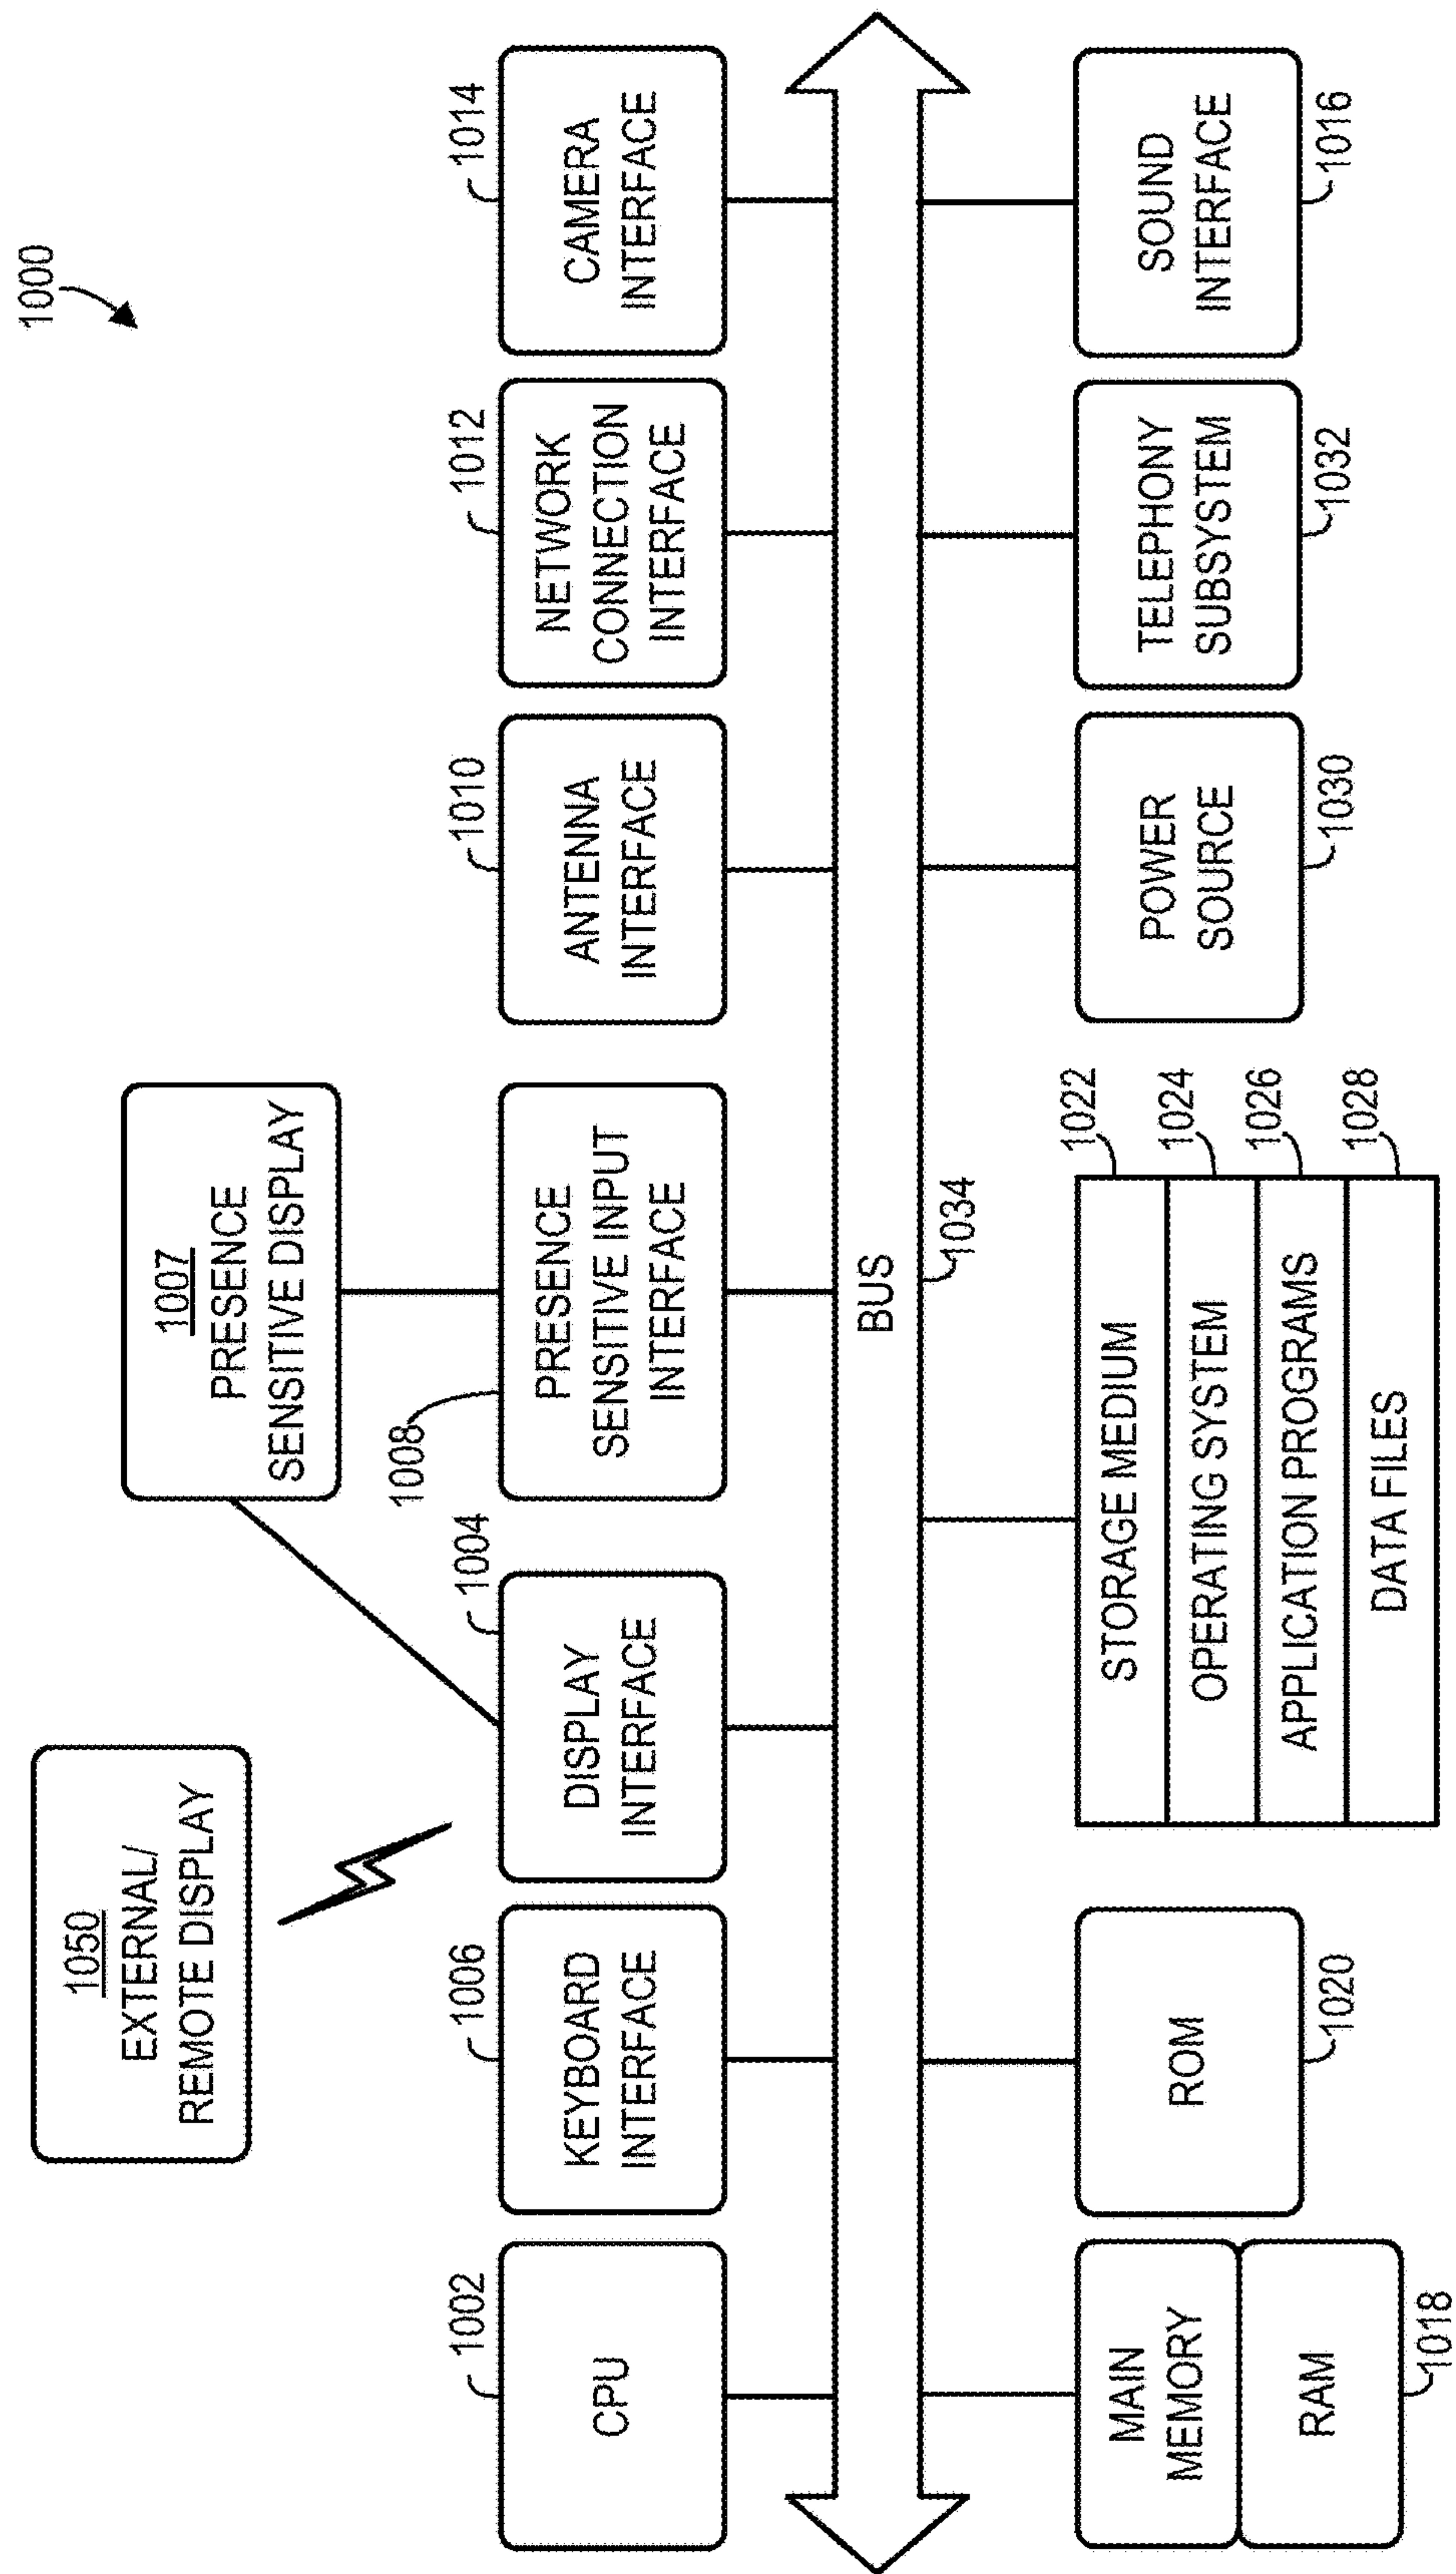 1000
1050
EXTERNAL/
REMOTE DISPLAY
1007
PRESENCE
SENSITIVE DISPLAY
1002
CPU
1006
KEYBOARD
INTERFACE
1004
DISPLAY
INTERFACE
1008
PRESENCE
SENSITIVE INPUT
INTERFACE
1010
ANTENNA
INTERFACE
1012
NETWORK
CONNECTION
INTERFACE
1014
CAMERA
INTERFACE
BUS
1034
MAIN
MEMORY
RAM
1018
ROM
1020
STORAGE MEDIUM
1022
OPERATING SYSTEM
1024
APPLICATION PROGRAMS
1026
DATA FILES
1028
POWER
SOURCE
1030
TELEPHONY
SUBSYSTEM
1032
SOUND
INTERFACE
1016